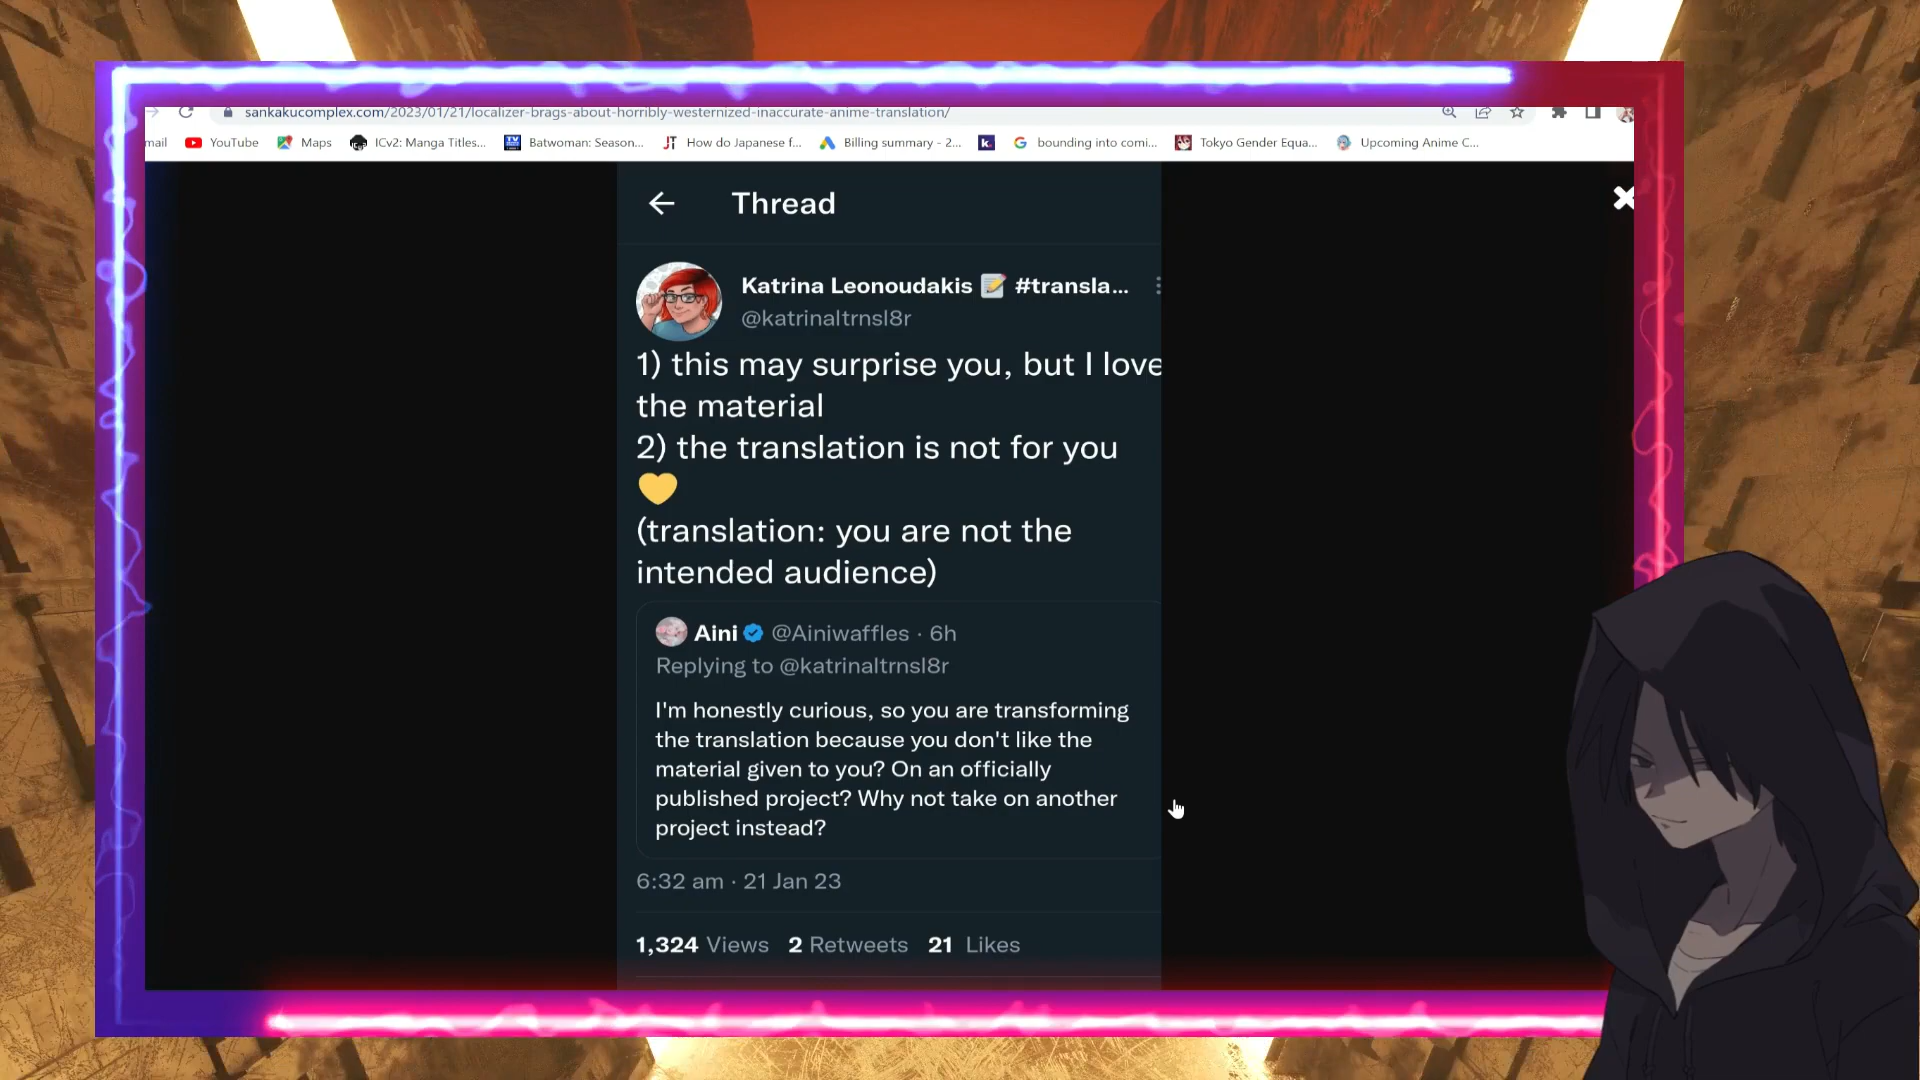 sankakucomplex.com/2023/01/21/localizer-brags-about-horribly-westernized-inaccurate-anime-translation/
mail YouTube Maps ICv2: Manga Titles... Batwoman: Season... How do Japanese f... Billing summary - 2... k. bounding into comi... Tokyo Gender Equa... Upcoming Anime C...
Thread
Katrina Leonoudakis 📝 #transla...
@katrinaltrnsl8r
1) this may surprise you, but I love
the material
2) the translation is not for you
💛
(translation: you are not the
intended audience)
Aini @Ainiwaffles · 6h
Replying to @katrinaltrnsl8r
I'm honestly curious, so you are transforming
the translation because you don't like the
material given to you? On an officially
published project? Why not take on another
project instead?
6:32 am · 21 Jan 23
1,324 Views 2 Retweets 21 Likes